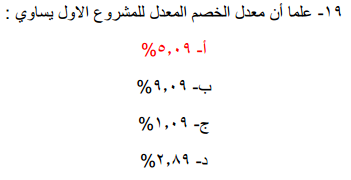 ١٩- علما أن معدل الخصم المعدل للمشروع الاول يساوي :
أ- ٥,٠٩%
ب- ٩,٠٩%
ج- ١,٠٩%
د- ٢,٨٩%